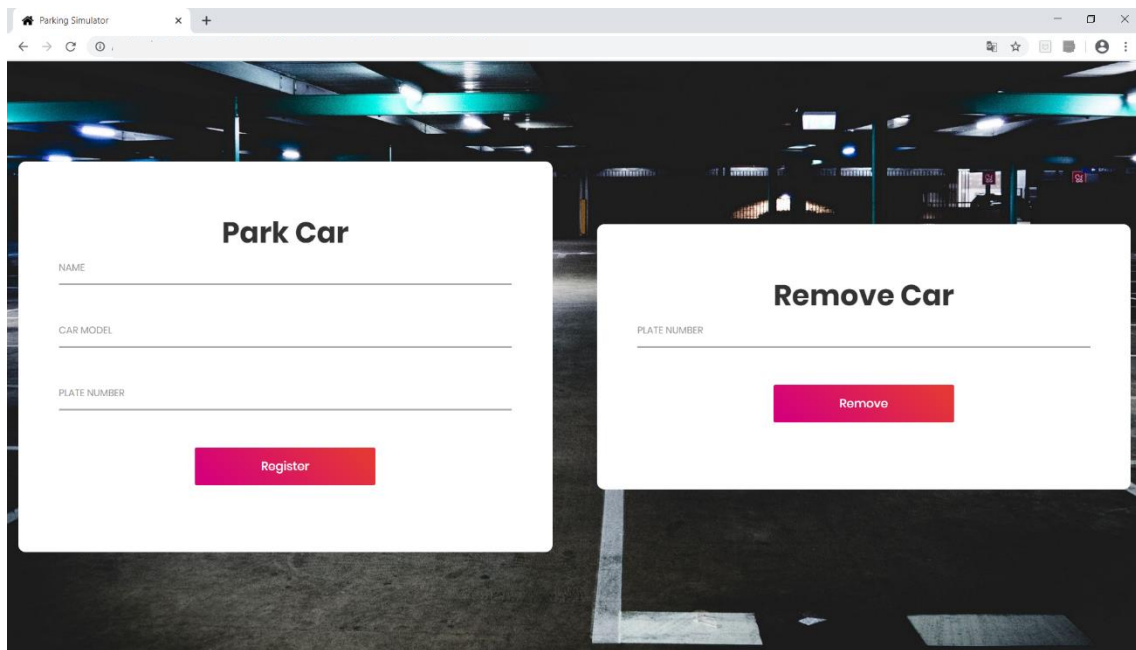 Parking Simulator
Park Car
NAME
CAR MODEL
PLATE NUMBER
Register
Remove Car
PLATE NUMBER
Remove